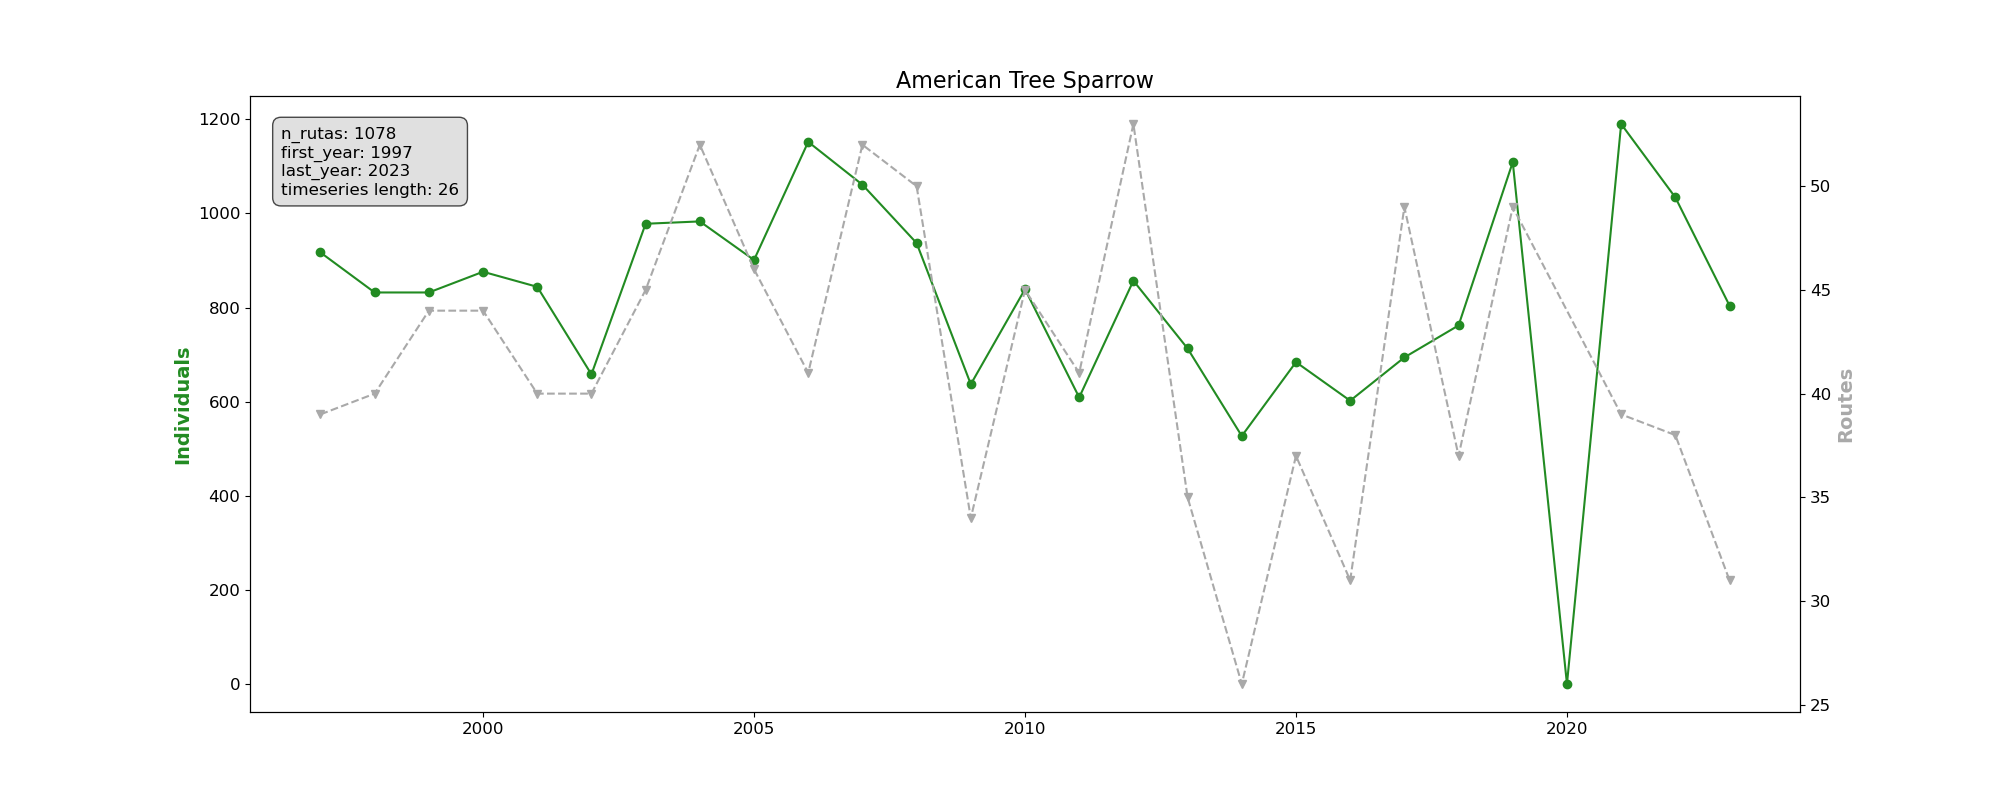 American Tree Sparrow
n_rutas: 1078
first_year: 1997
last_year: 2023
timeseries length: 26
Individuals
1200
1000
800
600
400
200
0
Routes
50
45
40
35
30
25
2000 2005 2010 2015 2020